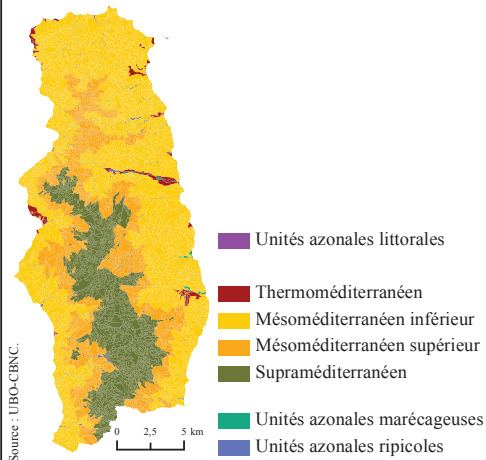 Unités azonales littorales
Thermoméditerranéen
Mésoméditerranéen inférieur
Mésoméditerranéen supérieur
Supraméditerranéen
Unités azonales marécageuses
Unités azonales ripicoles
0 2,5 5 km
Source : UBO-CBNC.